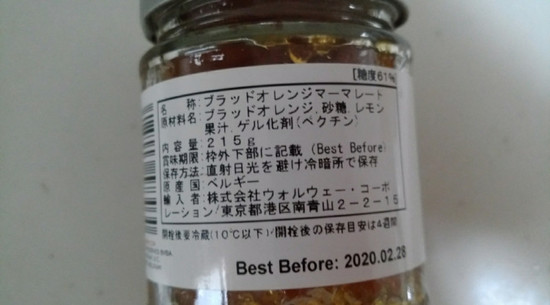 [糖度61%]
名　　称:ブラッドオレンジマーマレード
原材料名:ブラッドオレンジ,砂糖,レモン
果汁,ゲル化剤(ペクチン)
内 容 量:215g
賞味期限:枠外下部に記載 (Best Before)
保存方法:直射日光を避け冷暗所で保存
原 産 国:ベルギー
輸 入 者:株式会社ウォルウェー・コーポ
レーション/東京都港区南青山2-2-15
開栓後要冷蔵(10℃以下)/開栓後の保存目安は4週間
Best Before: 2020.02.28